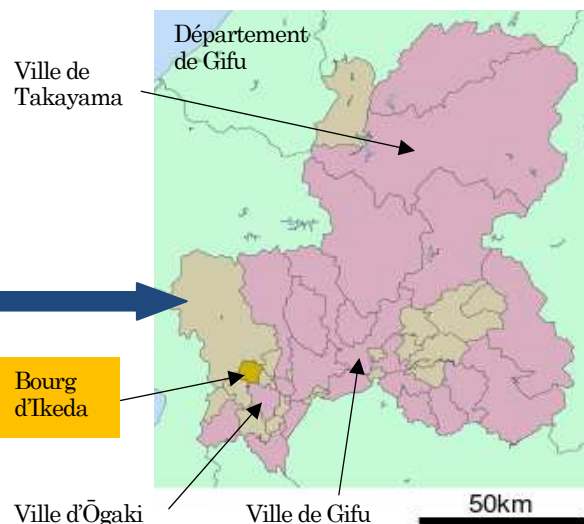 Département
de Gifu
Ville de
Takayama
Bourg
d'Ikeda
Ville d'Ōgaki
Ville de Gifu
50km